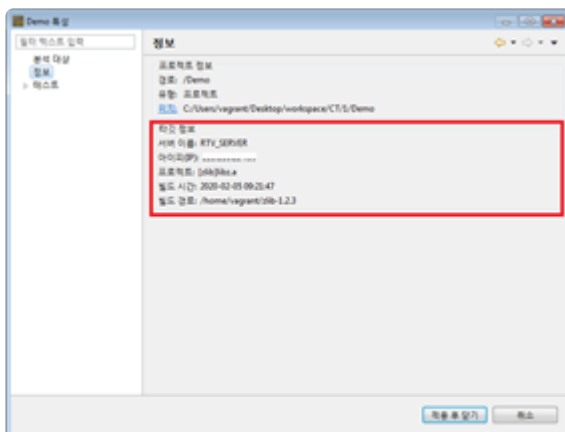 Demo 특성
필터 텍스트 입력
분석 대상
정보
테스트
정보
프로젝트 정보
경로: /Demo
유형: 프로젝트
위치: C:/Users/vagrant/Desktop/workspace/CT/1/Demo
타깃 정보
서버 이름: RTV_SERVER
아이피(IP):
프로젝트: [zlib]libz.a
빌드 시간: 2020-02-05 09:21:47
빌드 경로: /home/vagrant/zlib-1.2.3
적용 후 닫기
취소